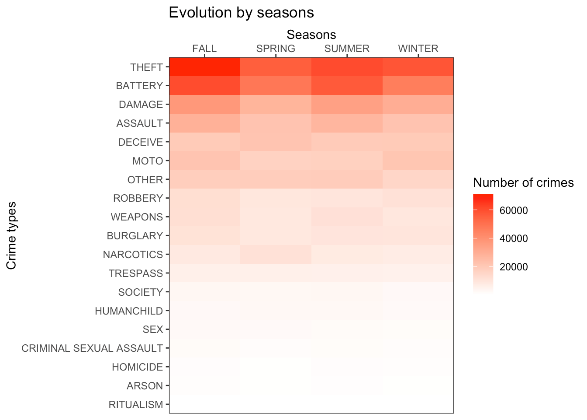 Evolution by seasons
Seasons
FALL SPRING SUMMER WINTER
THEFT
BATTERY
DAMAGE
ASSAULT
DECEIVE
MOTO
OTHER
ROBBERY
WEAPONS
BURGLARY
NARCOTICS
TRESPASS
SOCIETY
HUMANCHILD
SEX
CRIMINAL SEXUAL ASSAULT
HOMICIDE
ARSON
RITUALISM
Crime types
Number of crimes
60000
40000
20000